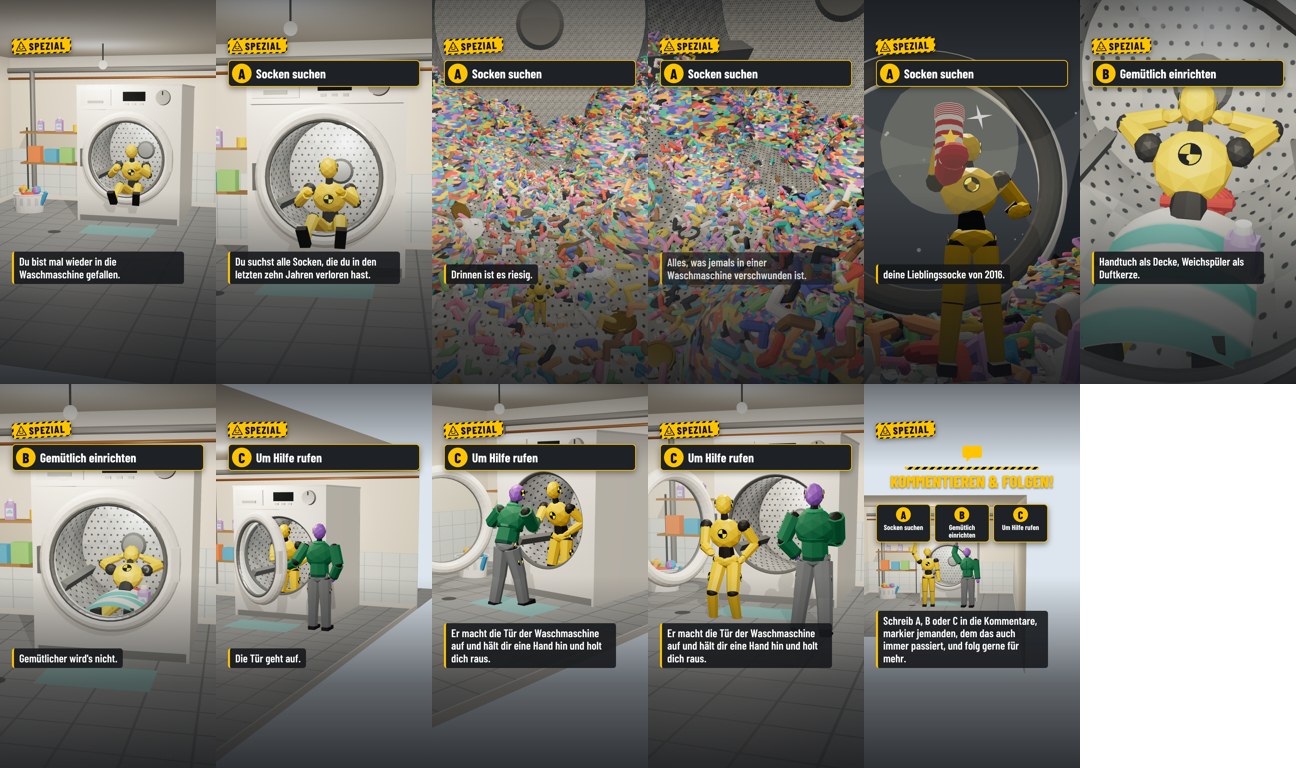 SPEZIAL
Du bist mal wieder in die
Waschmaschine gefallen.
SPEZIAL
A Socken suchen
Du suchst alle Socken, die du in den
letzten zehn Jahren verloren hast.
SPEZIAL
A Socken suchen
Drinnen ist es riesig.
SPEZIAL
A Socken suchen
Alles, was jemals in einer
Waschmaschine verschwunden ist.
SPEZIAL
A Socken suchen
deine Lieblingssocke von 2016.
SPEZIAL
B Gemütlich einrichten
Handtuch als Decke, Weichspüler als
Duftkerze.
SPEZIAL
B Gemütlich einrichten
Gemütlicher wird's nicht.
SPEZIAL
C Um Hilfe rufen
Die Tür geht auf.
SPEZIAL
C Um Hilfe rufen
Er macht die Tür der Waschmaschine
auf und hält dir eine Hand hin und holt
dich raus.
SPEZIAL
C Um Hilfe rufen
Er macht die Tür der Waschmaschine
auf und hält dir eine Hand hin und holt
dich raus.
SPEZIAL
KOMMENTIEREN & FOLGEN!
A
Socken suchen
B
Gemütlich
einrichten
C
Um Hilfe rufen
Schreib A, B oder C in die Kommentare,
markier jemanden, dem das auch
immer passiert, und folg gerne für
mehr.